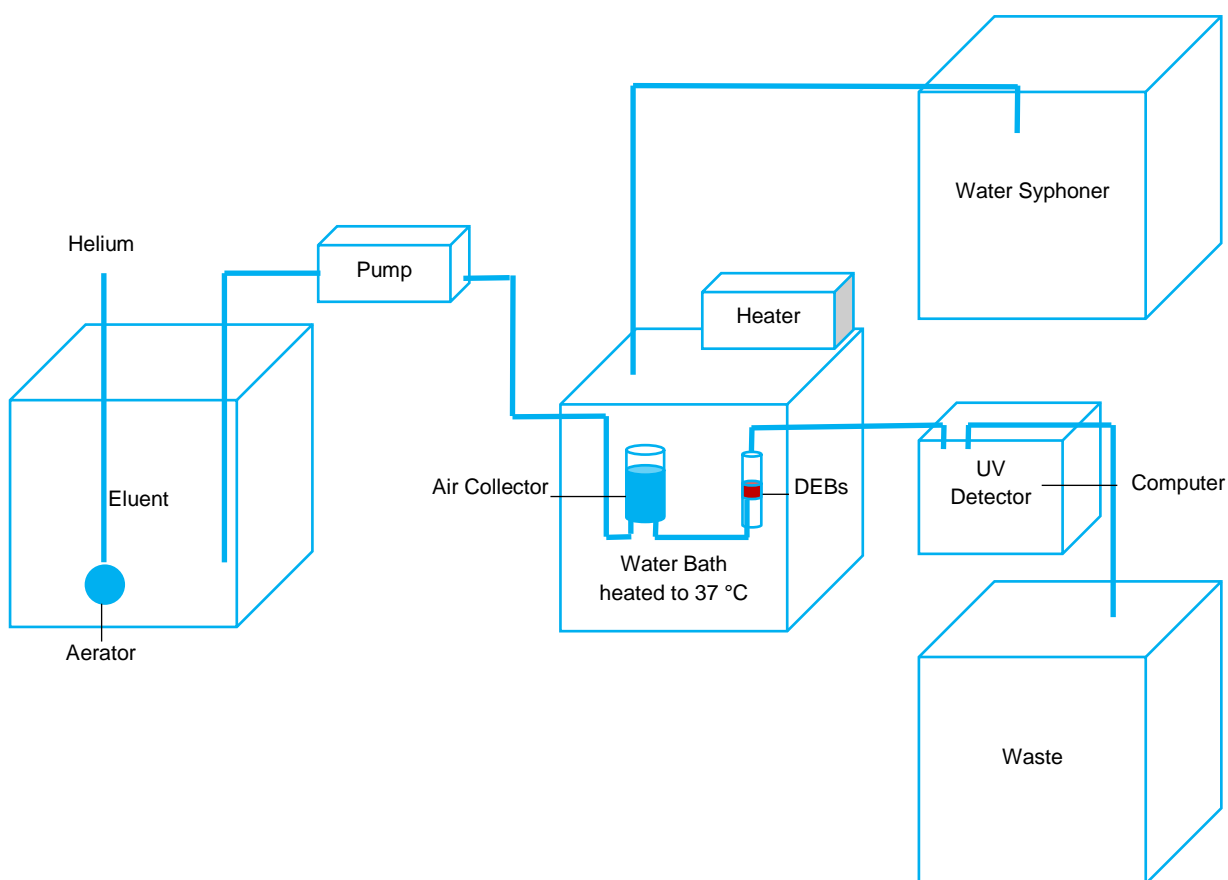 Water Syphoner
Helium
Pump
Heater
Eluent
Air Collector
DEBs
UV
Detector
Computer
Water Bath
heated to 37 °C
Aerator
Waste